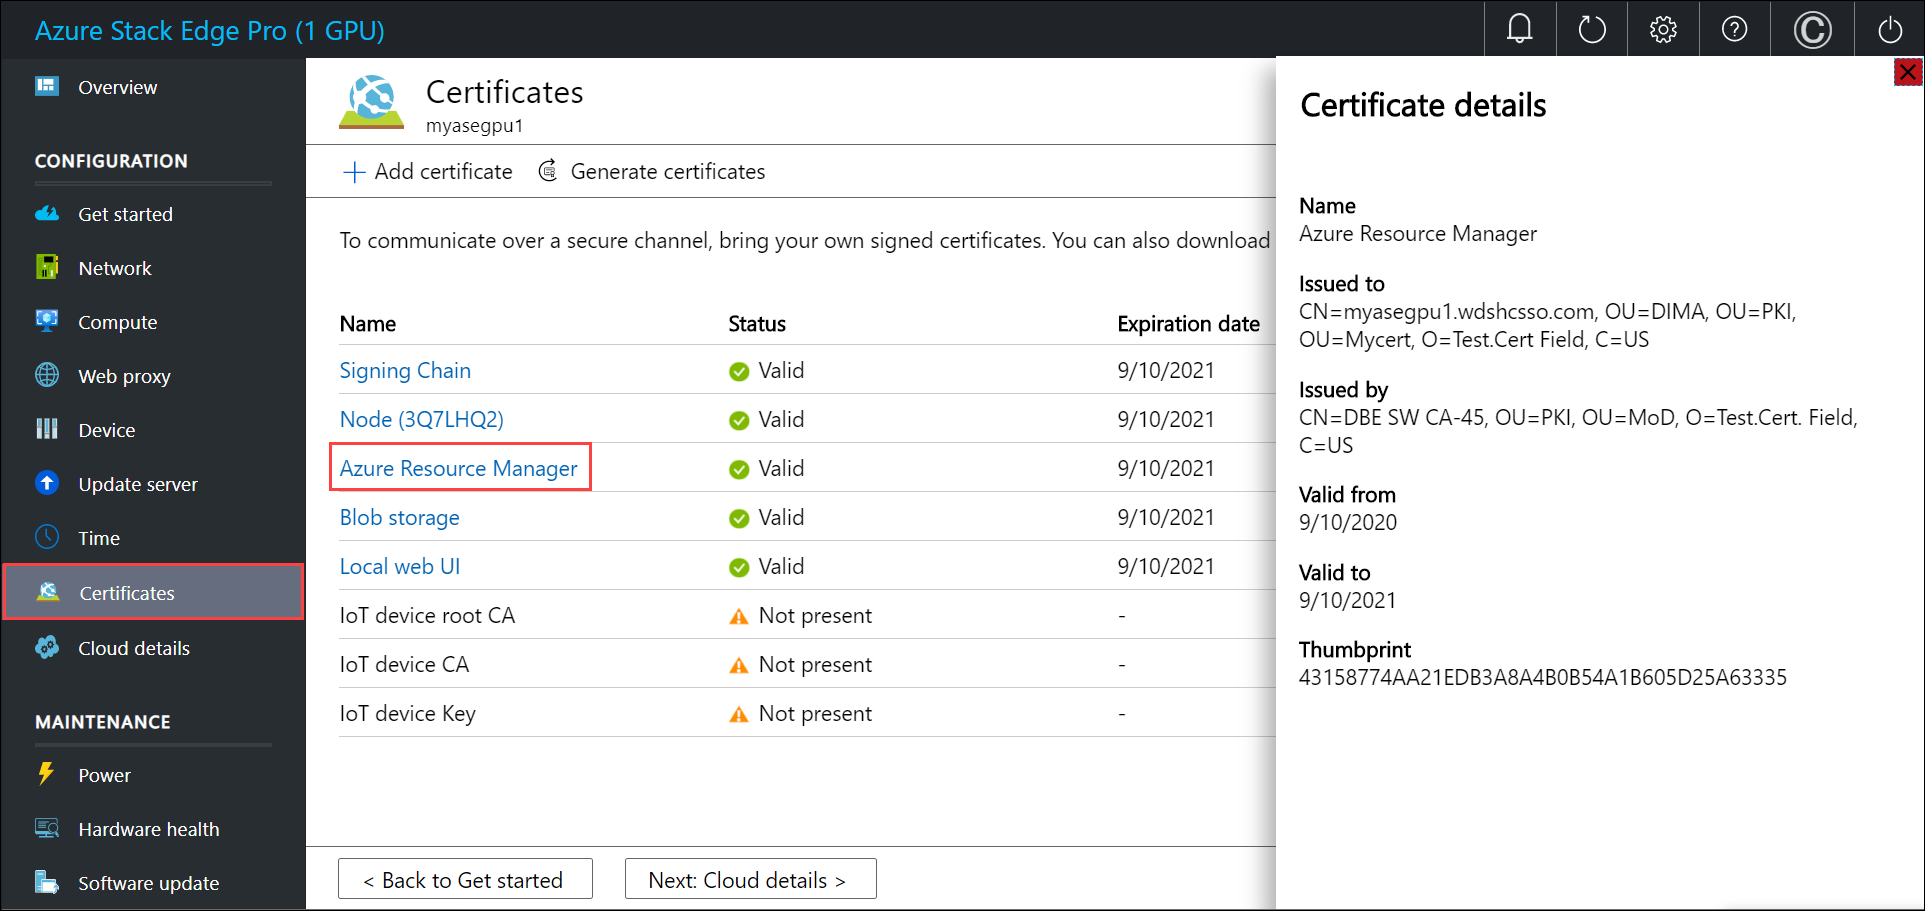 Azure Stack Edge Pro (1 GPU)
Overview
CONFIGURATION
Get started
Network
Compute
Web proxy
Device
Update server
Time
Certificates
Cloud details
MAINTENANCE
Power
Hardware health
Software update
Certificates
myasegpu1
Add certificate Generate certificates
To communicate over a secure channel, bring your own signed certificates. You can also download
Name Status Expiration date
Signing Chain Valid 9/10/2021
Node (3Q7LHQ2) Valid 9/10/2021
Azure Resource Manager Valid 9/10/2021
Blob storage Valid 9/10/2021
Local web UI Valid 9/10/2021
IoT device root CA Not present -
IoT device CA Not present -
IoT device Key Not present -
< Back to Get started Next: Cloud details >
Certificate details
Name
Azure Resource Manager
Issued to
CN=myasegpu1.wdshcsso.com, OU=DIMA, OU=PKI,
OU=Mycert, O=Test.Cert Field, C=US
Issued by
CN=DBE SW CA-45, OU=PKI, OU=MoD, O=Test.Cert. Field,
C=US
Valid from
9/10/2020
Valid to
9/10/2021
Thumbprint
43158774AA21EDB3A8A4B0B54A1B605D25A63335